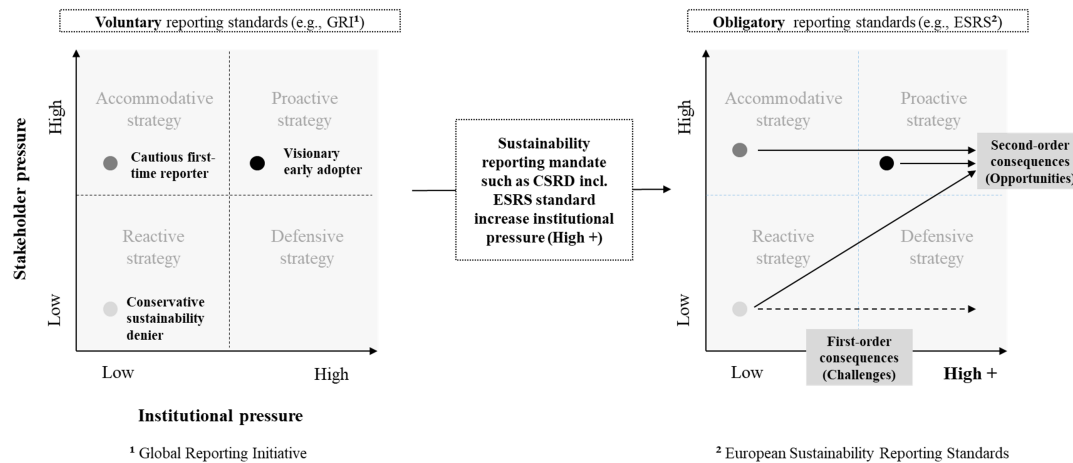 Voluntary reporting standards (e.g., GRI¹)
Stakeholder pressure
High
Low
Accommodative
strategy
Proactive
strategy
Cautious first-
time reporter
Visionary
early adopter
Reactive
strategy
Defensive
strategy
Conservative
sustainability
denier
Low
High
Institutional pressure
¹ Global Reporting Initiative
Sustainability
reporting mandate
such as CSRD incl.
ESRS standard
increase institutional
pressure (High +)
Obligatory reporting standards (e.g., ESRS²)
High
Low
Accommodative
strategy
Proactive
strategy
Second-order
consequences
(Opportunities)
Reactive
strategy
Defensive
strategy
First-order
consequences
(Challenges)
Low
High +
² European Sustainability Reporting Standards